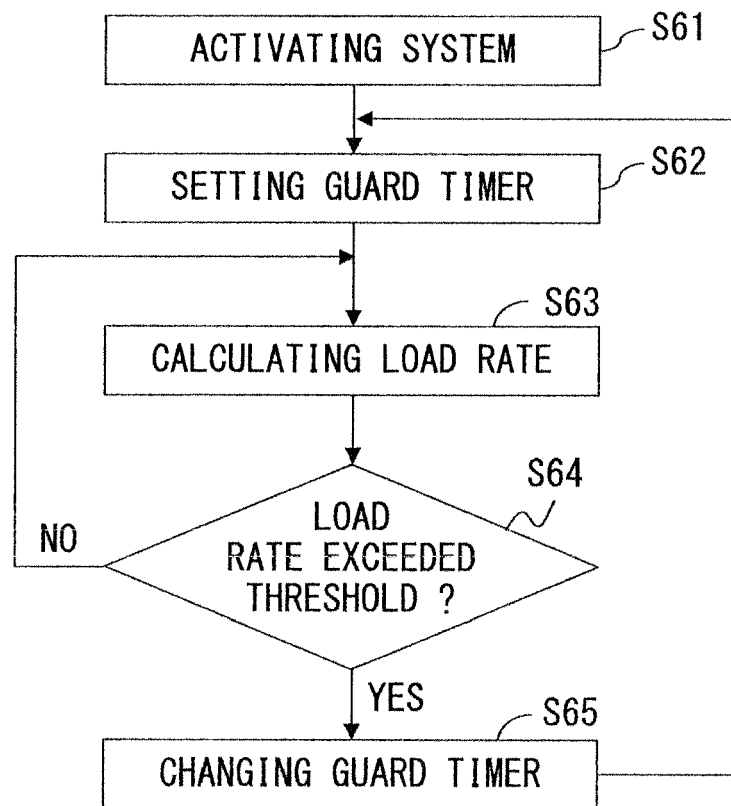 ACTIVATING SYSTEM
S61
SETTING GUARD TIMER
S62
S63
CALCULATING LOAD RATE
S64
LOAD
RATE EXCEEDED
THRESHOLD ?
NO
YES
S65
CHANGING GUARD TIMER